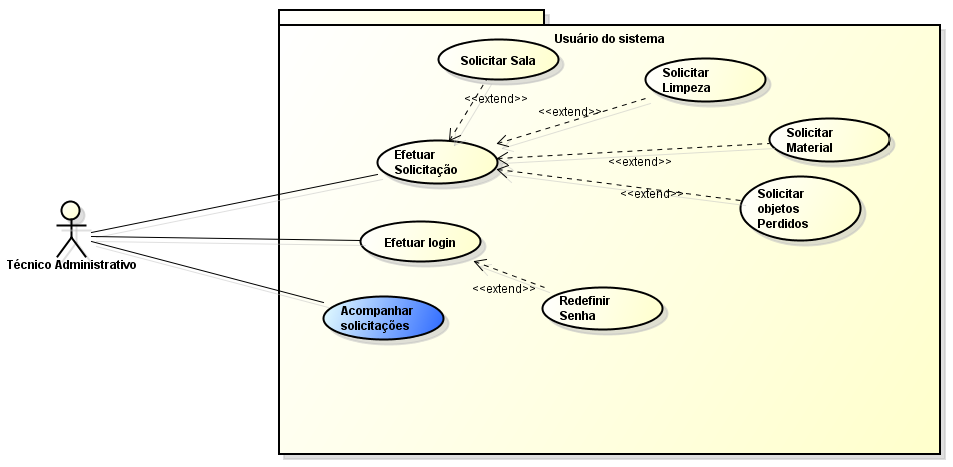 Usuário do sistema
Solicitar Sala
Solicitar
Limpeza
<<extend>>
<<extend>>
Solicitar
Material
Efetuar
Solicitação
<<extend>>
<<extend>>
Solicitar
objetos
Perdidos
Técnico Administrativo
Efetuar login
<<extend>>
Redefinir
Senha
Acompanhar
solicitações